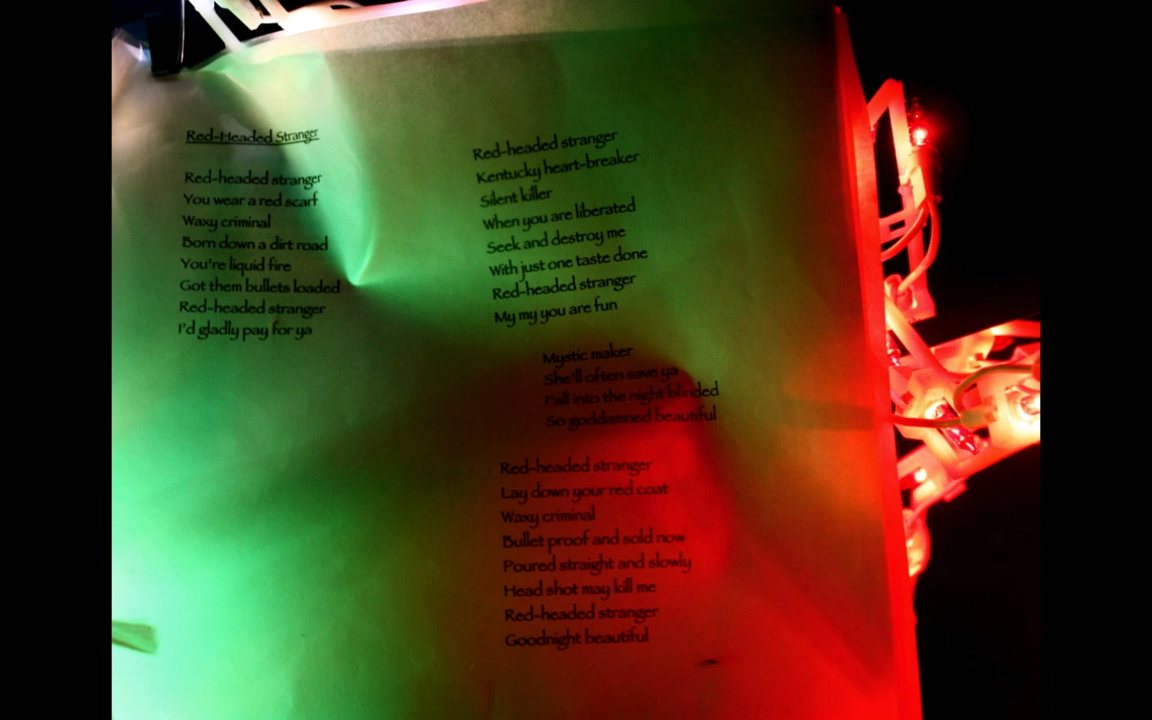 Red-Headed Stranger
Red-headed stranger
You wear a red scarf
Waxy criminal
Born down a dirt road
You're liquid fire
Got them bullets loaded
Red-headed stranger
I'd gladly pay for ya
Red-headed stranger
Kentucky heart-breaker
Silent killer
When you are liberated
Seek and destroy me
With just one taste done
Red-headed stranger
My my you are fun
Mystic maker
She'll often save ya
Fall into the night blinded
So goddamned beautiful
Red-headed stranger
Lay down your red coat
Waxy criminal
Bullet proof and sold now
Poured straight and slowly
Head shot may kill me
Red-headed stranger
Goodnight beautiful